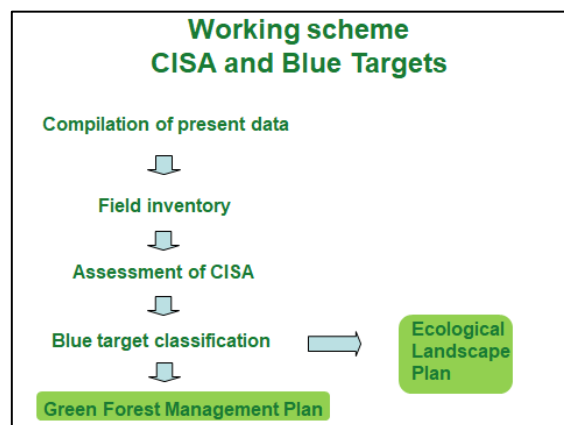 Working scheme
CISA and Blue Targets
Compilation of present data
Field inventory
Assessment of CISA
Blue target classification
Ecological
Landscape
Plan
Green Forest Management Plan